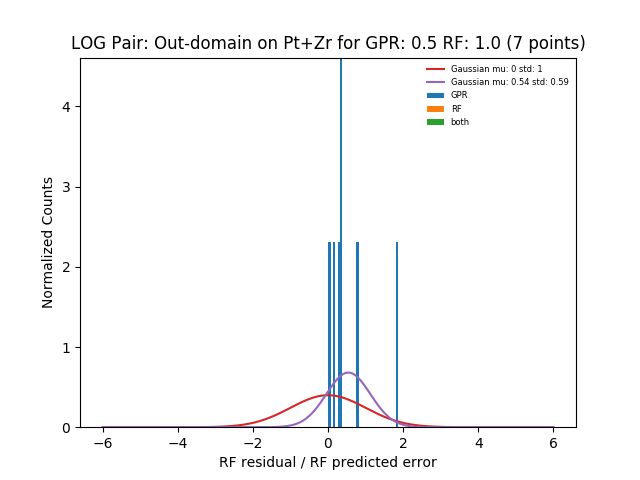 LOG Pair: Out-domain on Pt+Zr for GPR: 0.5 RF: 1.0 (7 points)
Gaussian mu: 0 std: 1
Gaussian mu: 0.54 std: 0.59
GPR
RF
both
Normalized Counts
4
3
2
1
0
−6 −4 −2 0 2 4 6
RF residual / RF predicted error